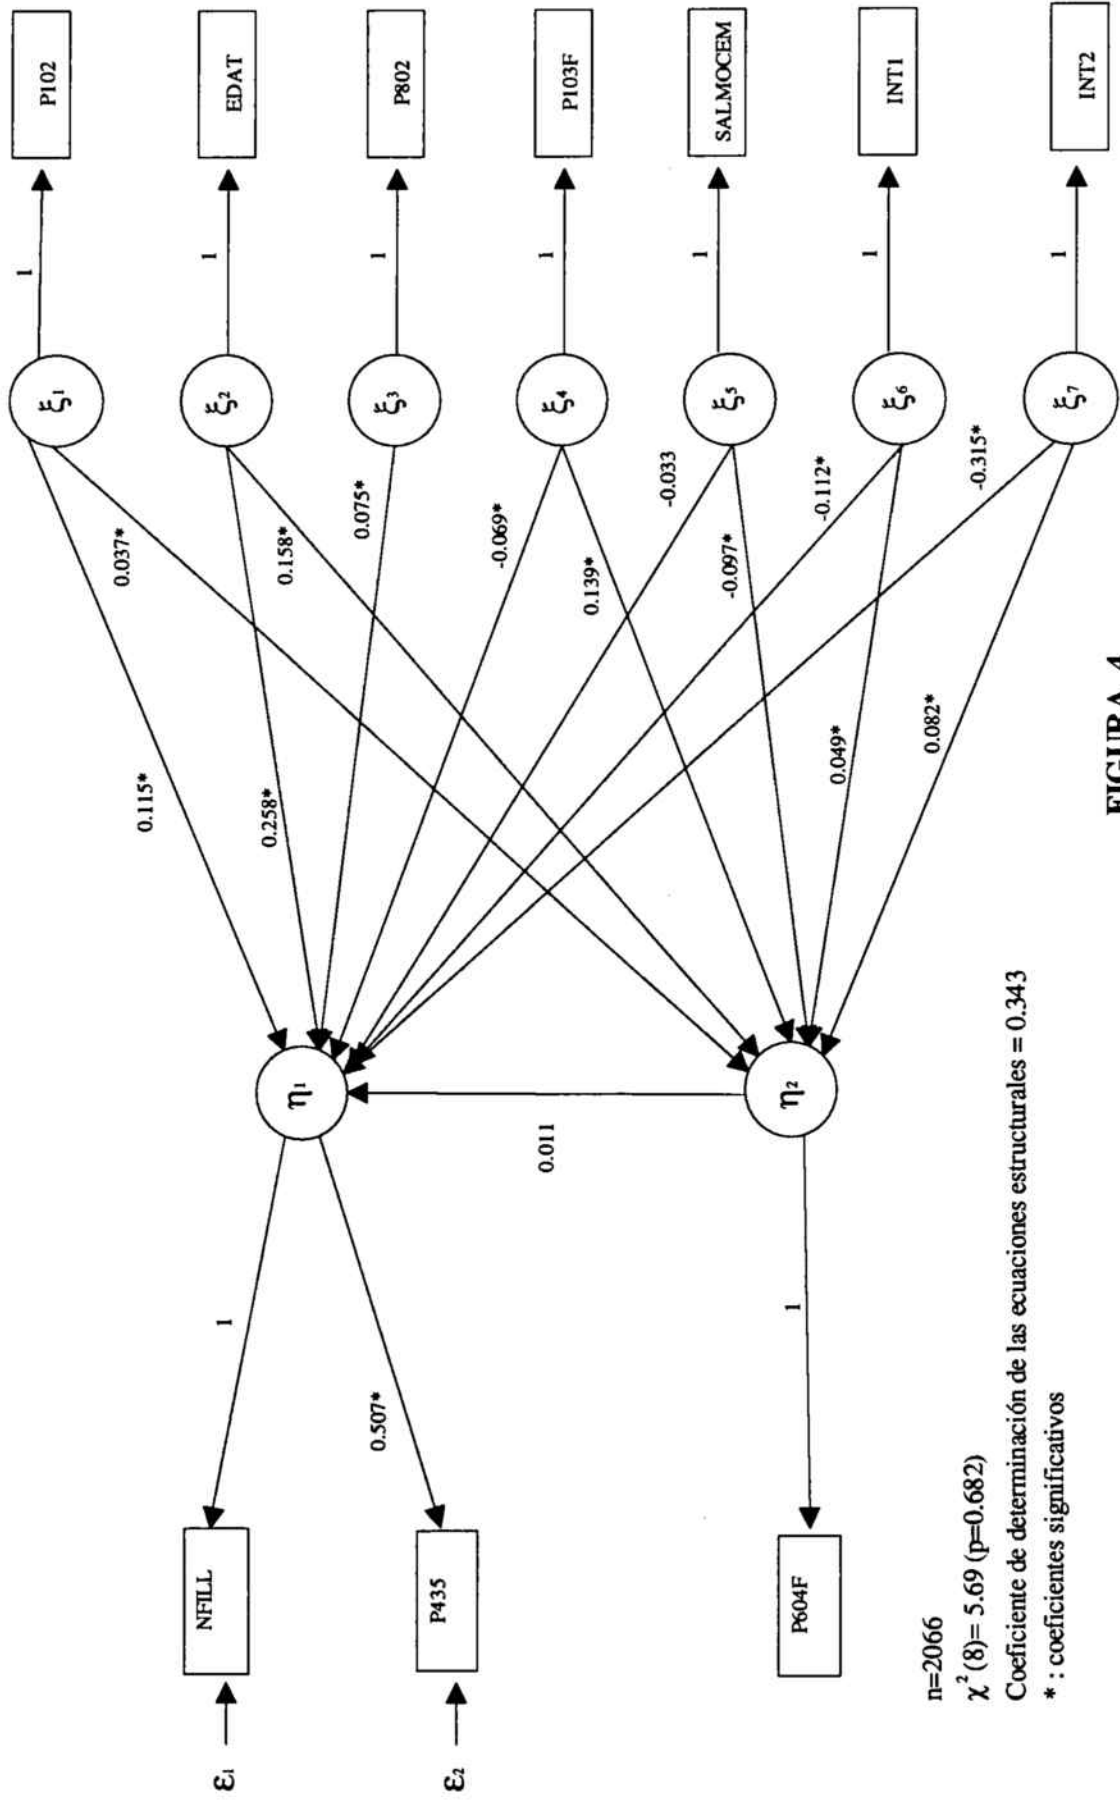 ξ1 1 P102
0.037*
0.115*
ε1 NFILL 1 ξ2 1 EDAT
0.258* 0.158*
η1
0.075*
0.507* ξ3 1 P802
ε2 P435
-0.069*
0.011 ξ4 1 P103F
0.139*
-0.033
-0.097* ξ5 1 SALMOCEM
P604F 1 η2
-0.112*
0.049* ξ6 1 INT1
0.082*
-0.315*
ξ7 1 INT2
n=2066
χ²(8)= 5.69 (p=0.682)
Coeficiente de determinación de las ecuaciones estructurales = 0.343
* : coeficientes significativos
FIGURA 4